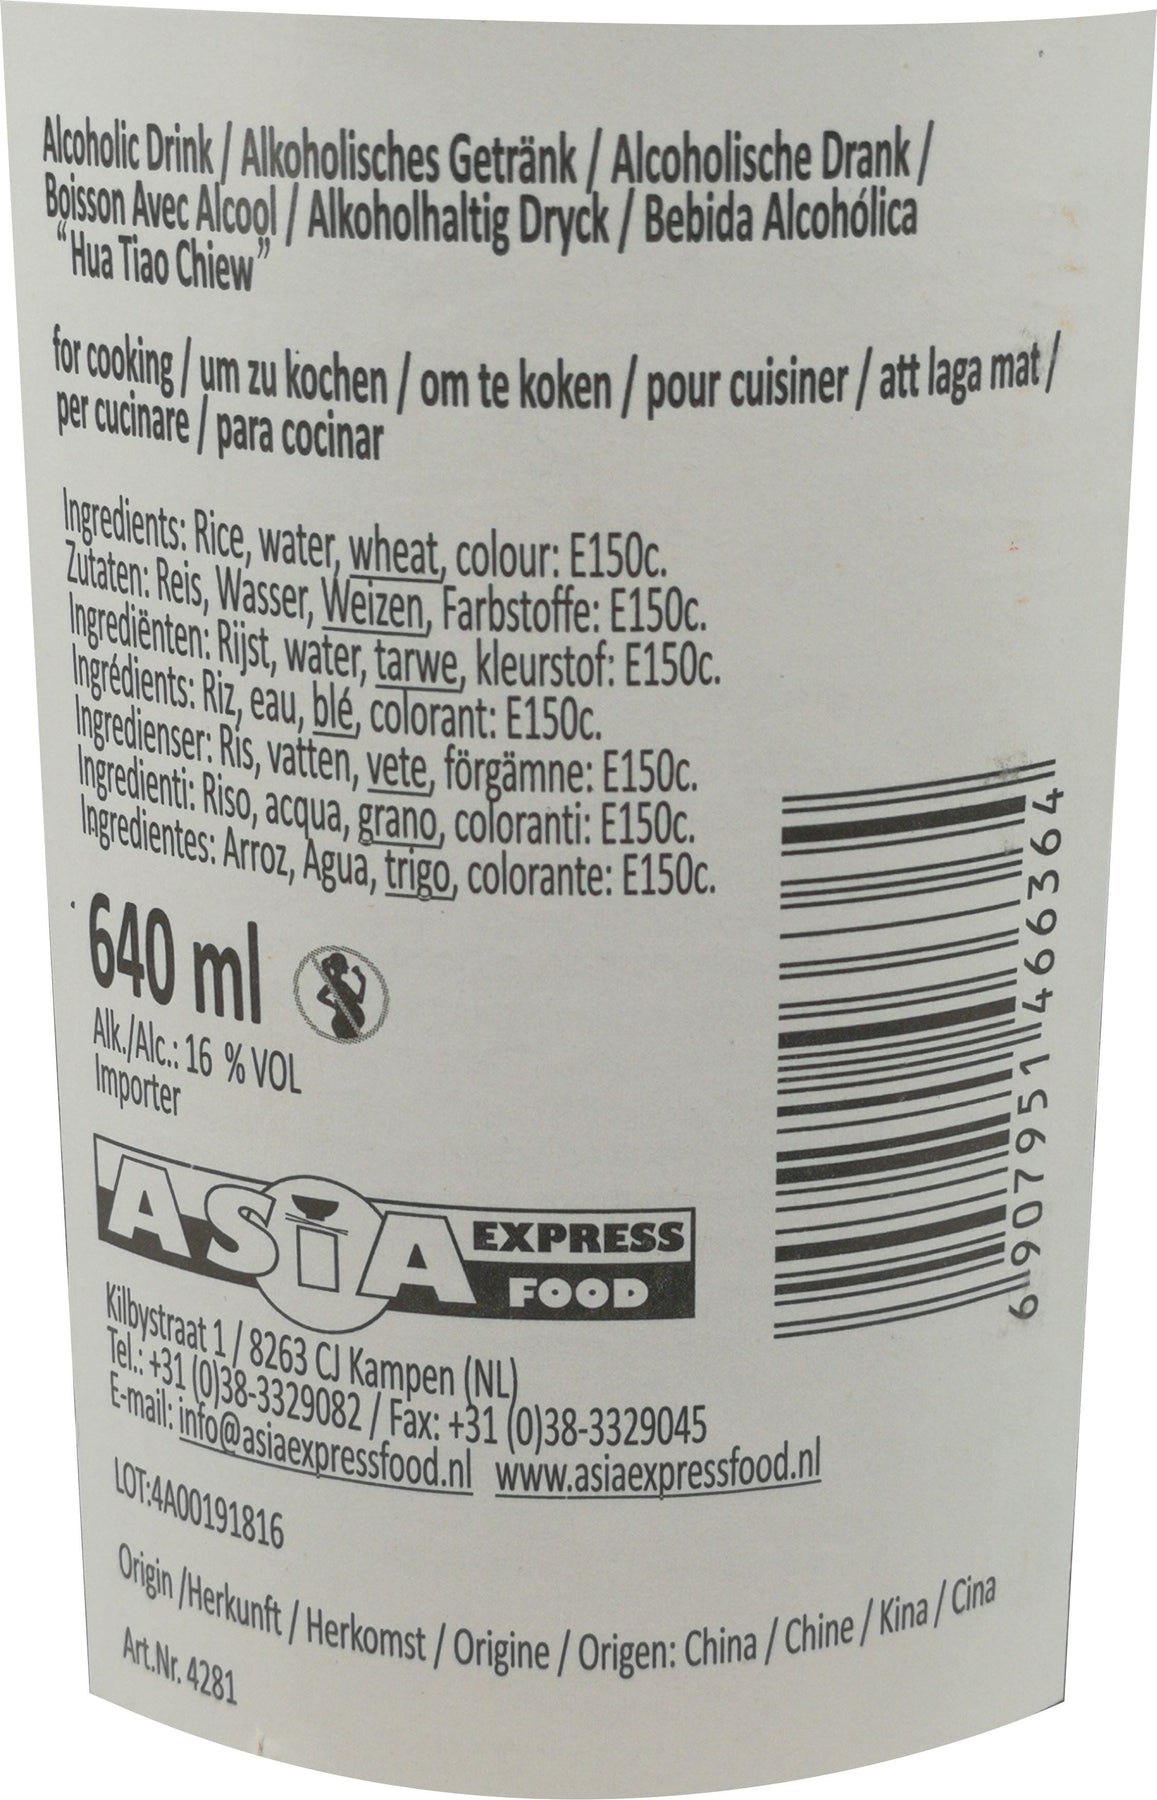 Alcoholic Drink / Alkoholisches Getränk / Alcoholische Drank /
Boisson Avec Alcool / Alkoholhaltig Dryck / Bebida Alcohólica
“Hua Tiao Chiew”
for cooking / um zu kochen / om te koken / pour cuisiner / att laga mat /
per cucinare / para cocinar
Ingredients: Rice, water, wheat, colour: E150c.
Zutaten: Reis, Wasser, Weizen, Farbstoffe: E150c.
Ingrediënten: Rijst, water, tarwe, kleurstof: E150c.
Ingrédients: Riz, eau, blé, colorant: E150c.
Ingredienser: Ris, vatten, vete, förgämne: E150c.
Ingredienti: Riso, acqua, grano, coloranti: E150c.
Ingredientes: Arroz, Agua, trigo, colorante: E150c.
640 ml
Alk./Alc.: 16 % VOL
Importer
ASiA EXPRESS
FOOD
Kilbystraat 1 / 8263 CJ Kampen (NL)
Tel.: +31 (0)38-3329082 / Fax: +31 (0)38-3329045
E-mail: info@asiaexpressfood.nl www.asiaexpressfood.nl
LOT:4A00191816
Origin /Herkunft / Herkomst / Origine / Origen: China / Chine / Kina / Cina
Art.Nr. 4281
6 907951 466364